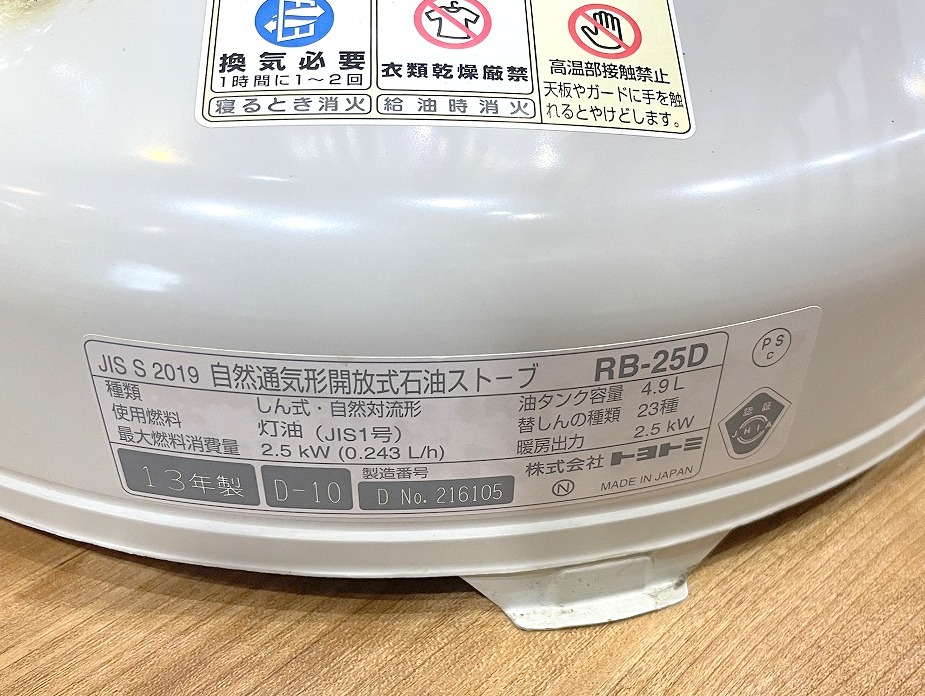 換気必要
1時間に1～2回
寝るとき消火
衣類乾燥厳禁
給油時消火
高温部接触禁止
天板やガードに手を触
れるとやけどします。
JIS S 2019 自然通気形開放式石油ストーブ RB-25D
種類 しん式・自然対流形
使用燃料 灯油（JIS1号）
最大燃料消費量 2.5 kW (0.243 L/h)
油タンク容量 4.9 L
替しんの種類 23種
暖房出力 2.5 kW
13年製 D-10
製造番号
D No. 216105
株式会社 トヨトミ
N MADE IN JAPAN
PS
C
認証
JHIA